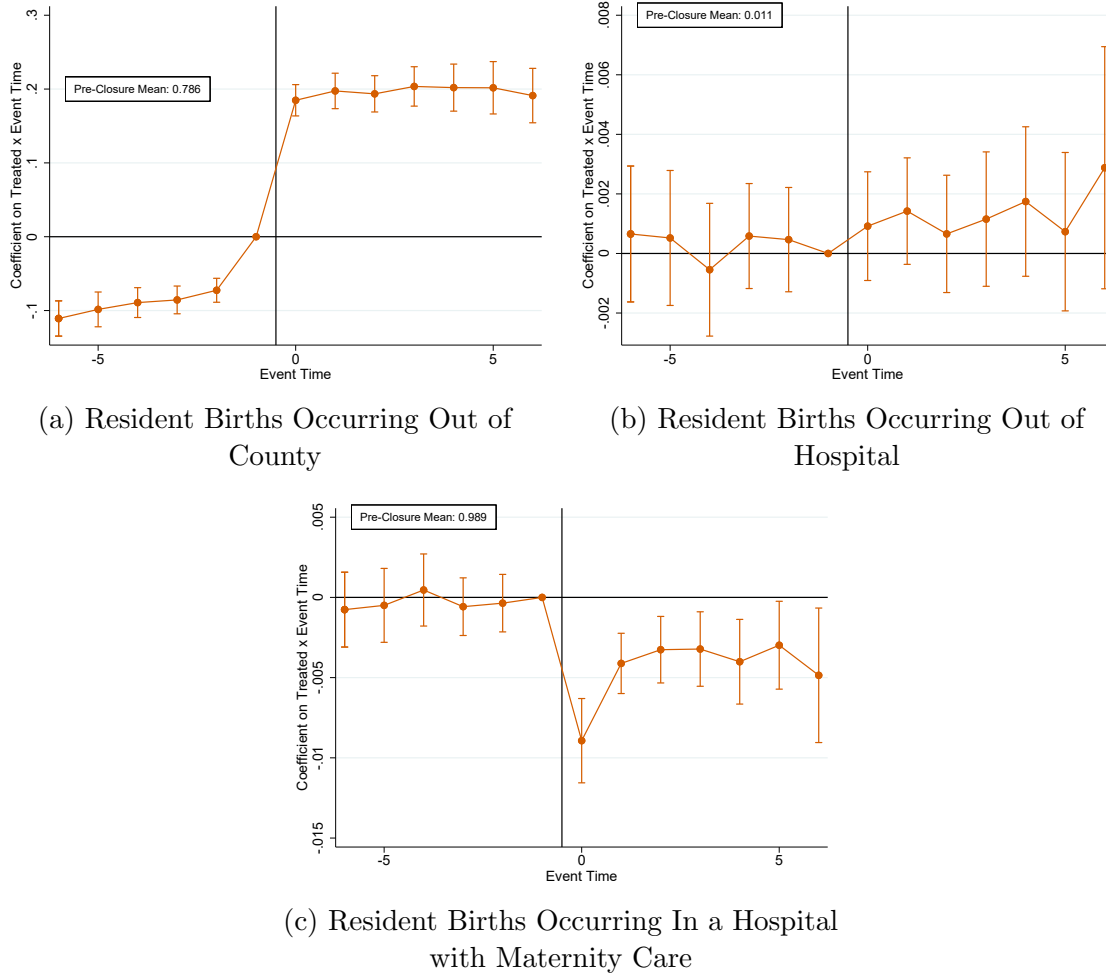 Coefficient on Treated x Event Time
.3
.2
.1
0
-.1
Pre-Closure Mean: 0.786
-5
0
5
Event Time
(a) Resident Births Occurring Out of
County
Coefficient on Treated x Event Time
.008
.006
.004
.002
0
-.002
Pre-Closure Mean: 0.011
-5
0
5
Event Time
(b) Resident Births Occurring Out of
Hospital
Coefficient on Treated x Event Time
.005
0
-.005
-.01
-.015
Pre-Closure Mean: 0.989
-5
0
5
Event Time
(c) Resident Births Occurring In a Hospital
with Maternity Care